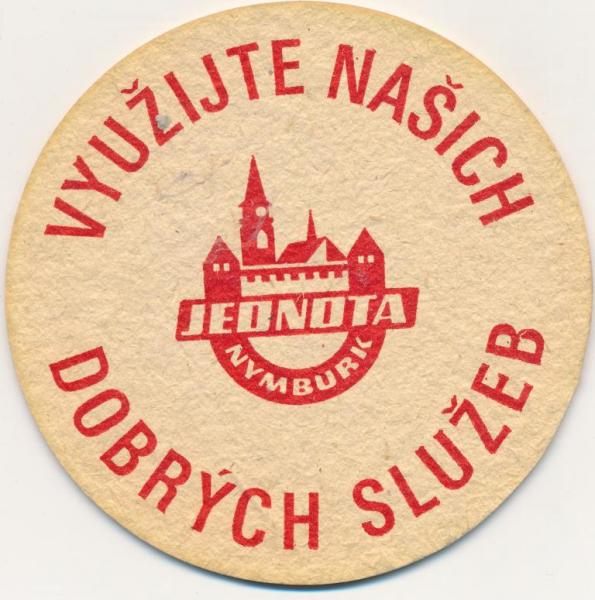 VYUŽIJTE NAŠICH
JEDNOTA
NYMBURK
DOBRÝCH SLUŽEB